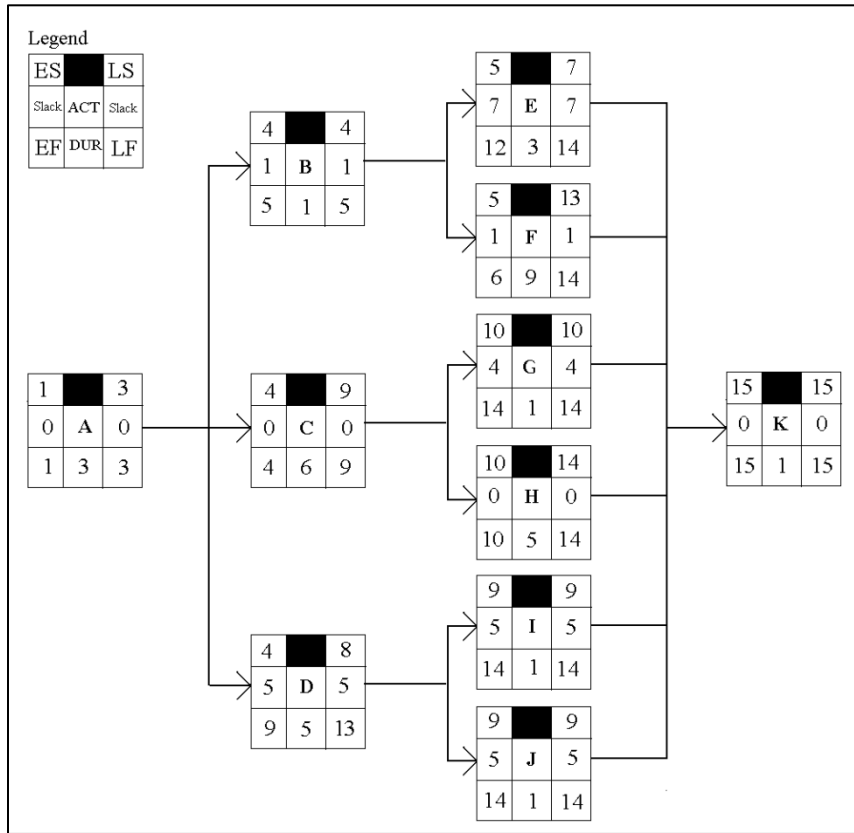 Legend
ES LS
Slack ACT Slack
EF DUR LF
5 7
7 E 7
12 3 14
4 4
1 B 1
5 1 5
5 13
1 F 1
6 9 14
1 3
0 A 0
1 3 3
4 9
0 C 0
4 6 9
10 10
4 G 4
14 1 14
10 14
0 H 0
10 5 14
15 15
0 K 0
15 1 15
4 8
5 D 5
9 5 13
9 9
5 I 5
14 1 14
9 9
5 J 5
14 1 14